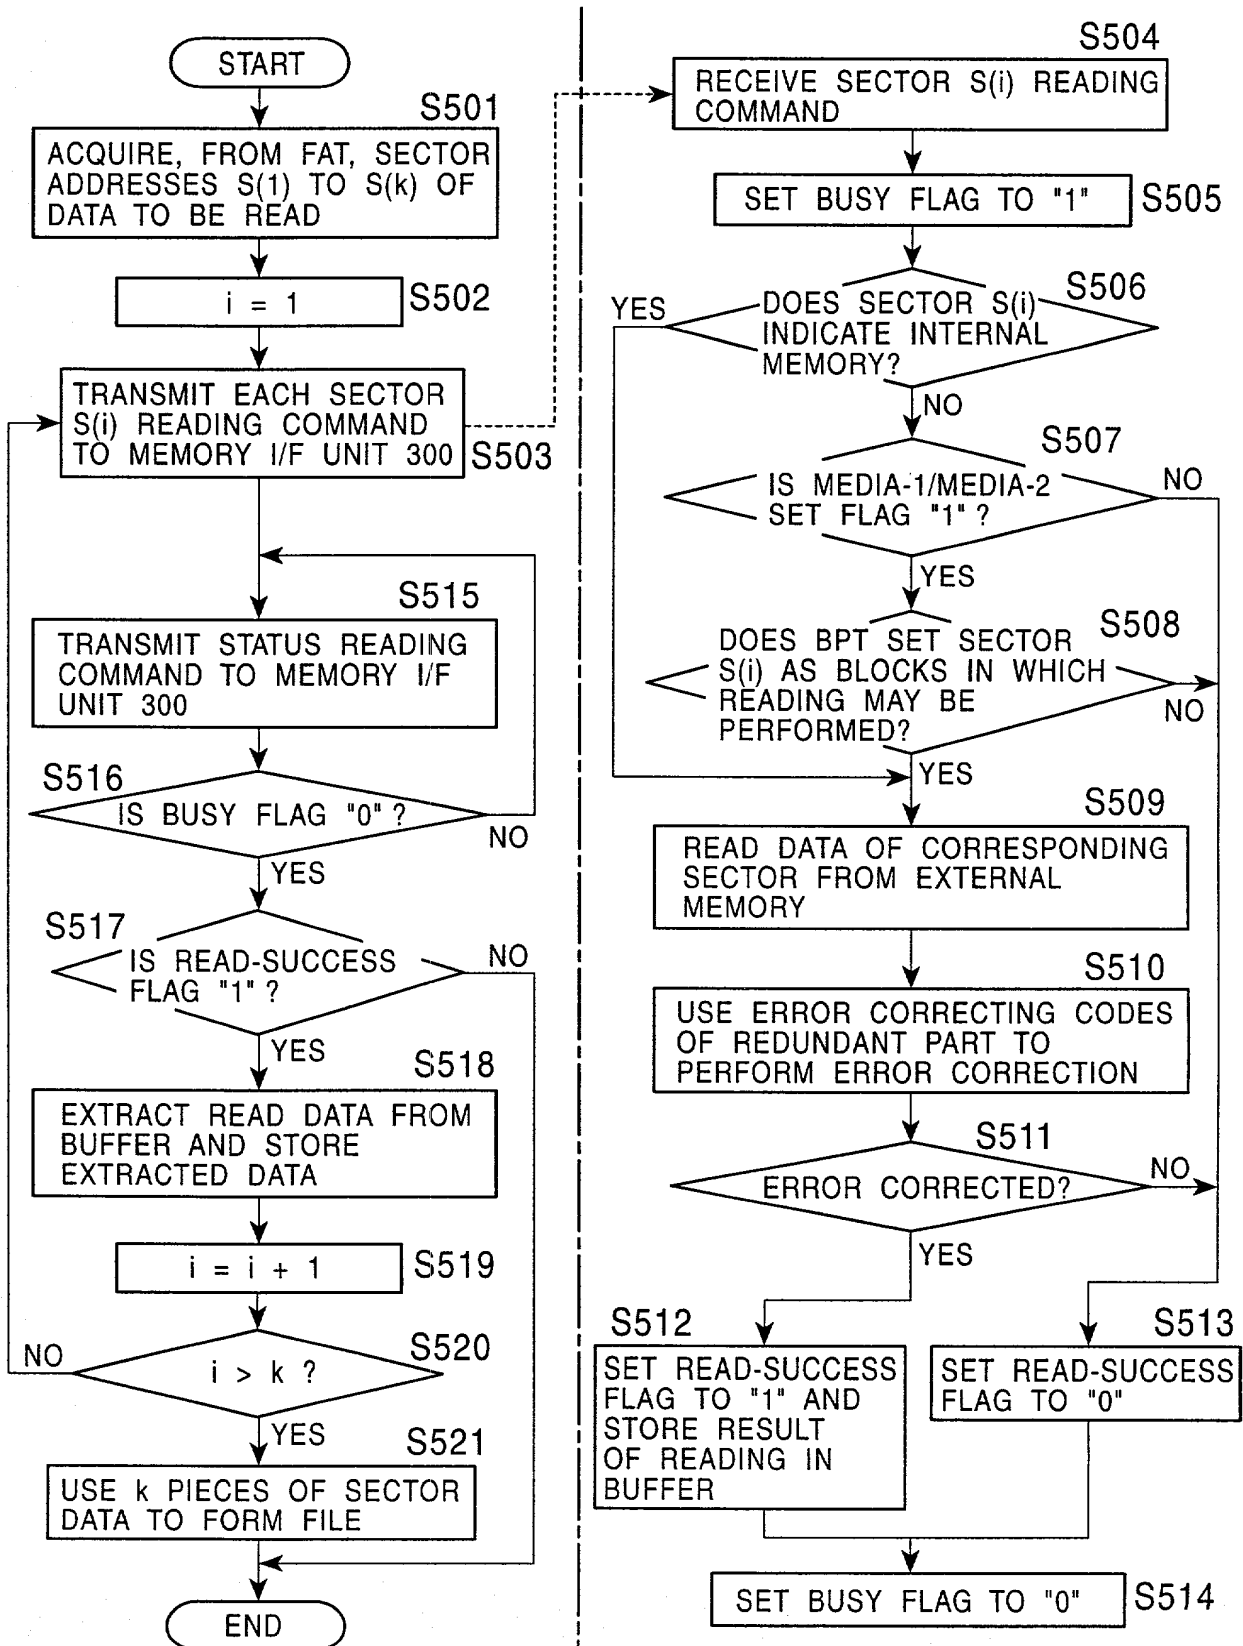 START
S501
ACQUIRE, FROM FAT, SECTOR
ADDRESSES S(1) TO S(k) OF
DATA TO BE READ
i = 1
S502
TRANSMIT EACH SECTOR
S(i) READING COMMAND
TO MEMORY I/F UNIT 300
S503
S515
TRANSMIT STATUS READING
COMMAND TO MEMORY I/F
UNIT 300
S516
IS BUSY FLAG "0" ?
NO
YES
S517
IS READ-SUCCESS
FLAG "1" ?
NO
YES
S518
EXTRACT READ DATA FROM
BUFFER AND STORE
EXTRACTED DATA
i = i + 1
S519
S520
NO
i > k ?
YES
S521
USE k PIECES OF SECTOR
DATA TO FORM FILE
END
S504
RECEIVE SECTOR S(i) READING
COMMAND
SET BUSY FLAG TO "1"
S505
S506
YES
DOES SECTOR S(i)
INDICATE INTERNAL
MEMORY?
NO
S507
IS MEDIA-1/MEDIA-2
SET FLAG "1" ?
NO
YES
S508
DOES BPT SET SECTOR
S(i) AS BLOCKS IN WHICH
READING MAY BE
PERFORMED?
NO
YES
S509
READ DATA OF CORRESPONDING
SECTOR FROM EXTERNAL
MEMORY
S510
USE ERROR CORRECTING CODES
OF REDUNDANT PART TO
PERFORM ERROR CORRECTION
S511
ERROR CORRECTED?
NO
YES
S512
SET READ-SUCCESS
FLAG TO "1" AND
STORE RESULT
OF READING IN
BUFFER
S513
SET READ-SUCCESS
FLAG TO "0"
SET BUSY FLAG TO "0"
S514